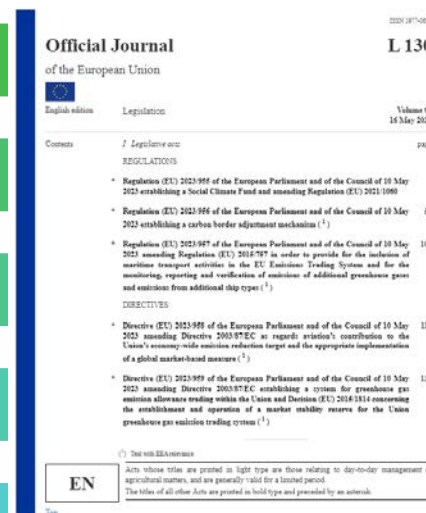 Official Journal
L 130
of the European Union
English edition
Legislation
Volume
16 May
Contents
I Legislative acts
REGULATIONS
* Regulation (EU) 2023/955 of the European Parliament and of the Council of 10 May
2023 establishing a Social Climate Fund and amending Regulation (EU) 2021/1060
* Regulation (EU) 2023/956 of the European Parliament and of the Council of 10 May
2023 establishing a carbon border adjustment mechanism (1)
* Regulation (EU) 2023/957 of the European Parliament and of the Council of 10 May
2023 amending Regulation (EU) 2015/757 in order to provide for the inclusion of
maritime transport activities in the EU Emissions Trading System and for the
monitoring, reporting and verification of emissions of additional greenhouse gases
and emissions from additional ship types (1)
DIRECTIVES
* Directive (EU) 2023/958 of the European Parliament and of the Council of 10 May
2023 amending Directive 2003/87/EC as regards aviation's contribution to the
Union's economy-wide emission reduction target and the appropriate implementation
of a global market-based measure (1)
* Directive (EU) 2023/959 of the European Parliament and of the Council of 10 May
2023 amending Directive 2003/87/EC establishing a system for greenhouse gas
emission allowance trading within the Union and Decision (EU) 2015/1814 concerning
the establishment and operation of a market stability reserve for the Union
greenhouse gas emission trading system (1)
(1) Text with EEA relevance
EN
Acts whose titles are printed in light type are those relating to day-to-day management
agricultural matters, and are generally valid for a limited period.
The titles of all other Acts are printed in bold type and preceded by an asterisk.